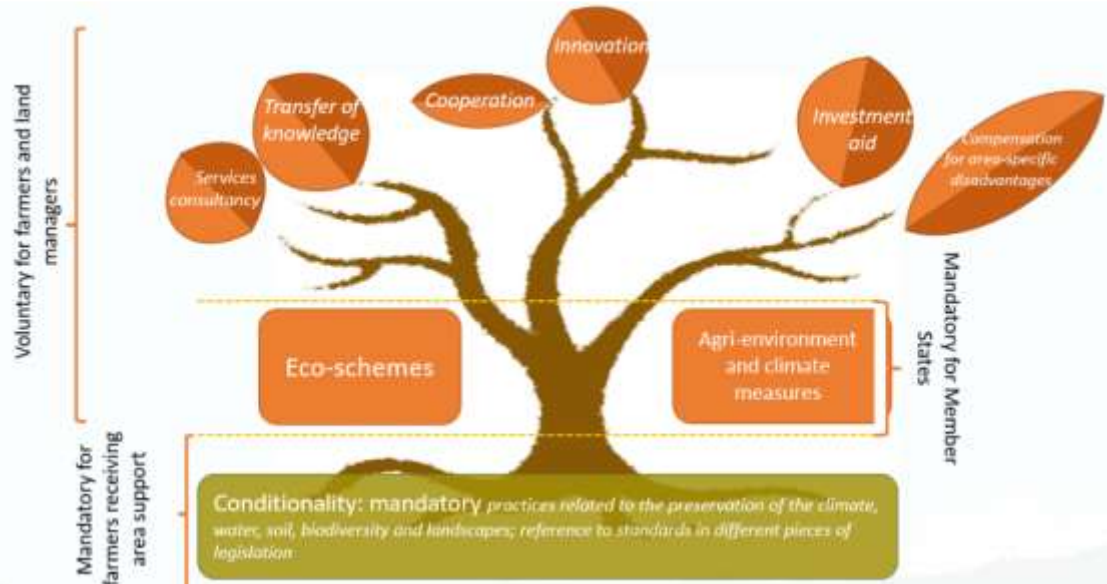 Innovation
Transfer of
knowledge
Cooperation
Investment
aid
Compensation
for area-specific
disadvantages
Services
consultancy
Voluntary for farmers and land
managers
Eco-schemes
Agri-environment
and climate
measures
Mandatory for Member
States
Mandatory for
farmers receiving
area support
Conditionality: mandatory practices related to the preservation of the climate,
water, soil, biodiversity and landscapes; reference to standards in different pieces of
legislation